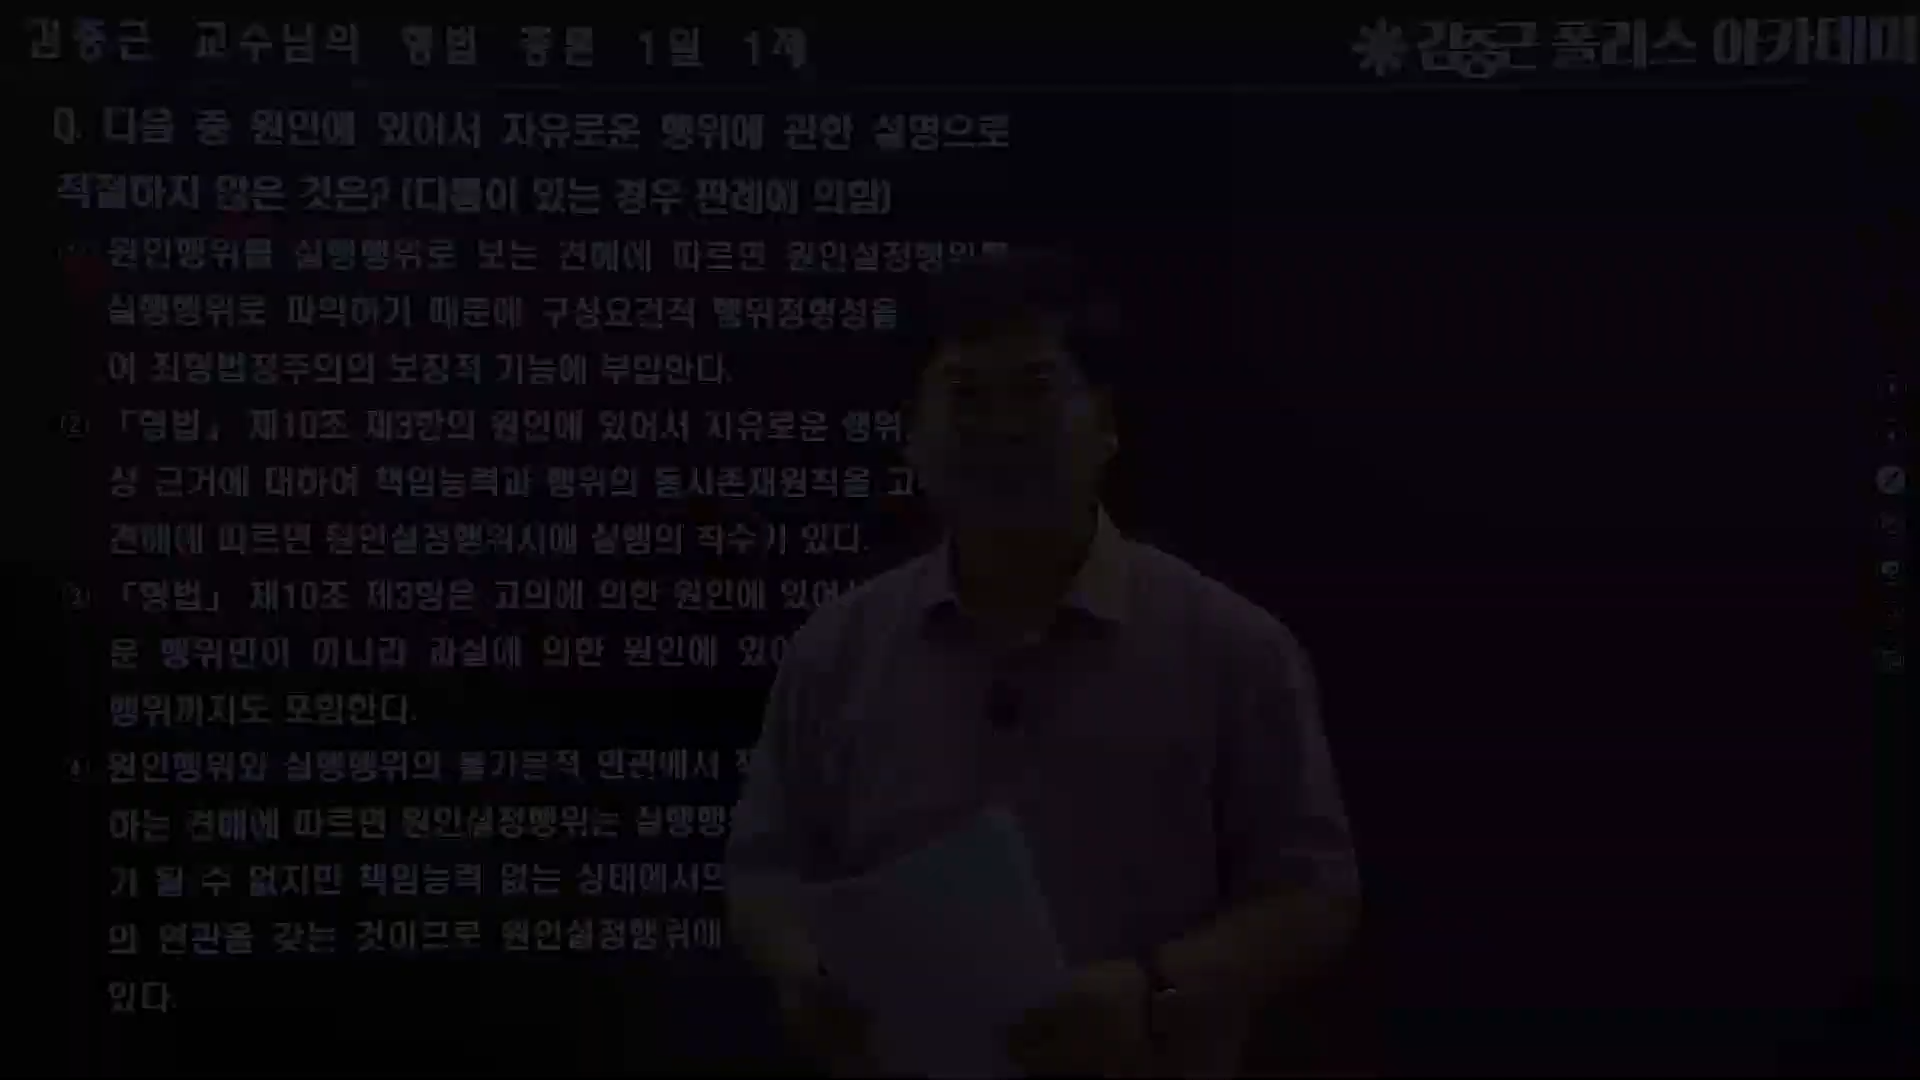 김중근 교수님의 형법 총론 1일 1제
김중근 폴리스 아카데미
Q. 다음 중 원인에 있어서 자유로운 행위에 관한 설명으로
적절하지 않은 것은? (다툼이 있는 경우 판례에 의함)
원인행위를 실행행위로 보는 견해에 따르면 원인설정행위를
실행행위로 파악하기 때문에 구성요건적 행위정형성을
여 죄형법정주의의 보장적 기능에 부합한다.
(2) 「형법」 제10조 제3항의 원인에 있어서 자유로운 행위
성 근거에 대하여 책임능력과 행위의 동시존재원칙을 고
견해에 따르면 원인설정행위시에 실행의 착수가 있다.
(3) 「형법」 제10조 제3항은 고의에 의한 원인에 있어
운 행위만이 아니라 과실에 의한 원인에 있어
행위까지도 포함한다.
(4) 원인행위와 실행행위의 불가분적 연관에서
하는 견해에 따르면 원인설정행위는 실행행위
가 될 수 없지만 책임능력 없는 상태에서의
의 연관을 갖는 것이므로 원인설정행위에
있다.